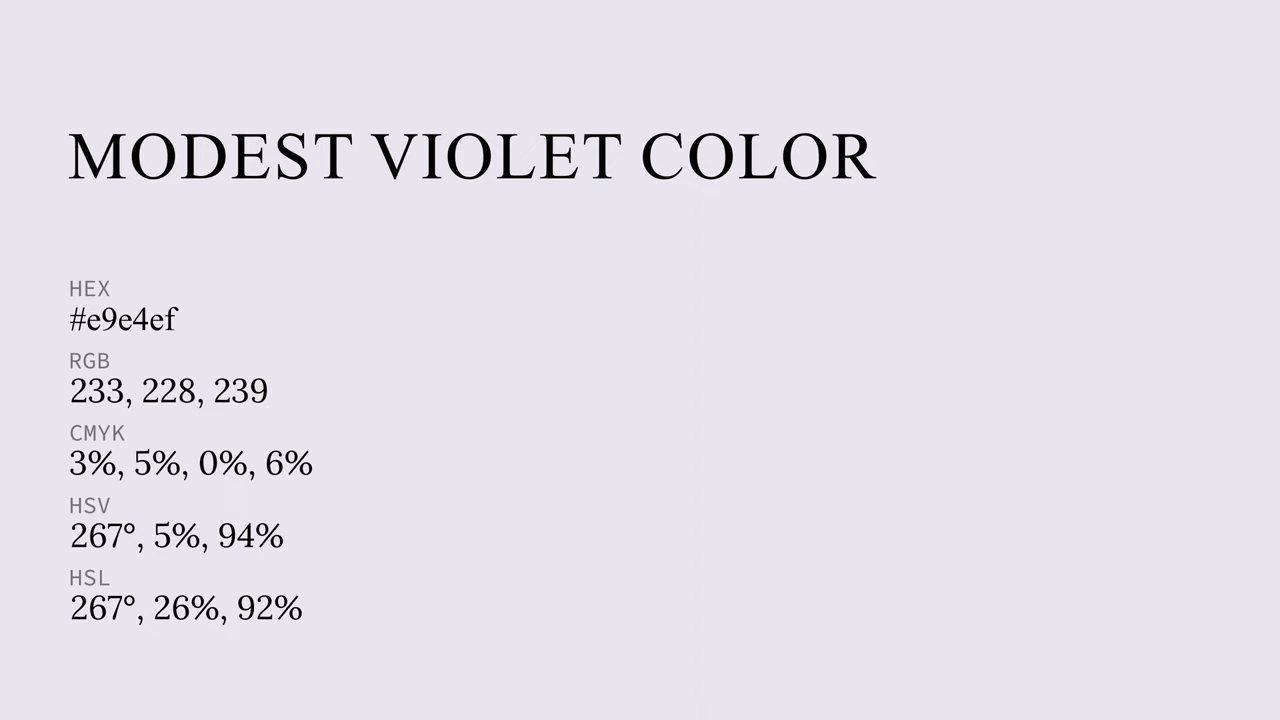 MODEST VIOLET COLOR
HEX
#e9e4ef
RGB
233, 228, 239
CMYK
3%, 5%, 0%, 6%
HSV
267°, 5%, 94%
HSL
267°, 26%, 92%